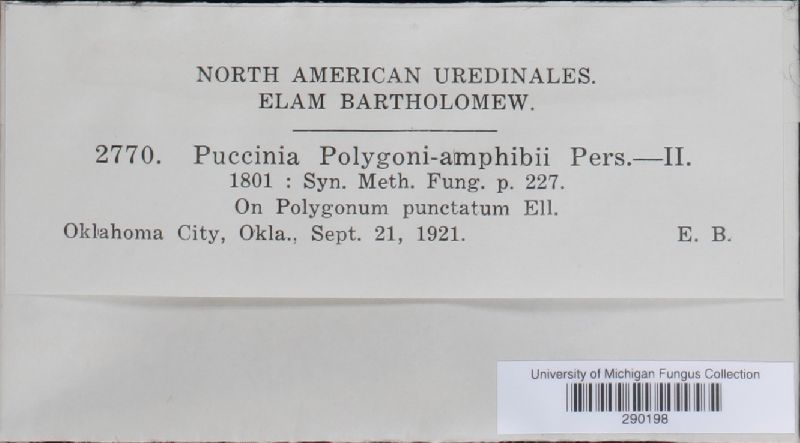 NORTH AMERICAN UREDINALES.
ELAM BARTHOLOMEW.
2770. Puccinia Polygoni-amphibii Pers.—II.
1801 : Syn. Meth. Fung. p. 227.
On Polygonum punctatum Ell.
Oklahoma City, Okla., Sept. 21, 1921. E. B.
University of Michigan Fungus Collection
290198